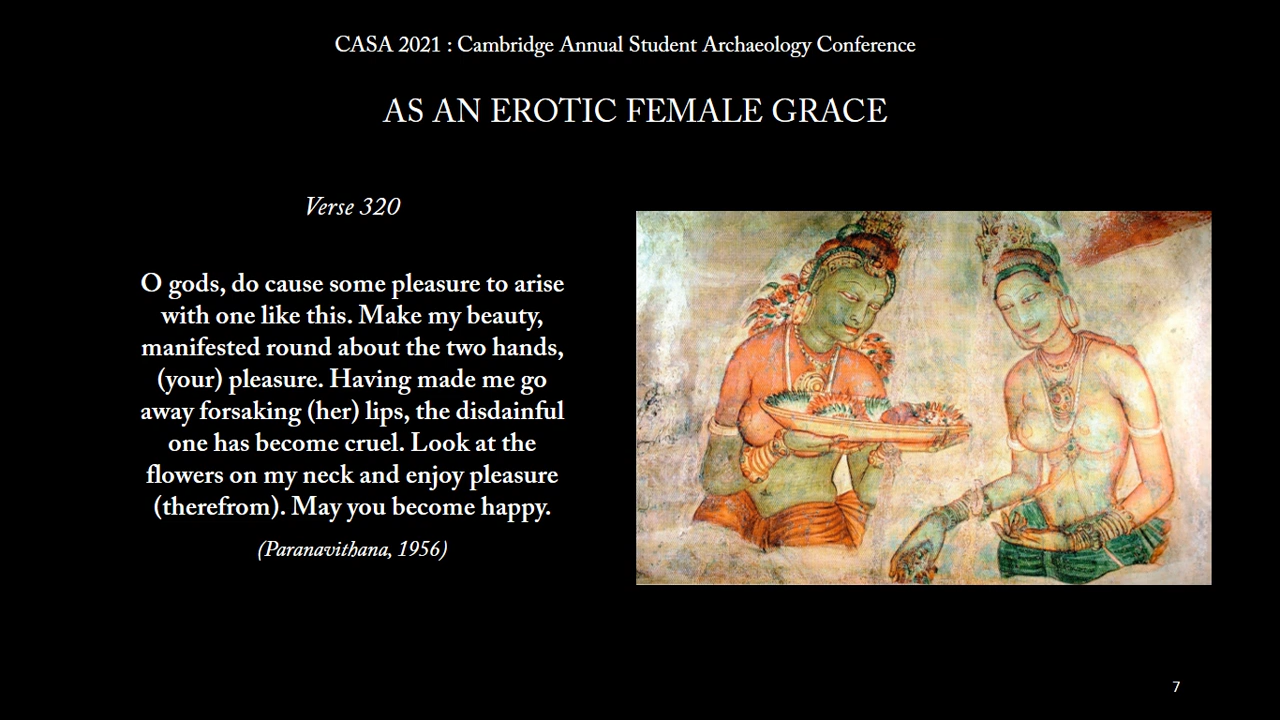 CASA 2021 : Cambridge Annual Student Archaeology Conference
AS AN EROTIC FEMALE GRACE
Verse 320
O gods, do cause some pleasure to arise
with one like this. Make my beauty,
manifested round about the two hands,
(your) pleasure. Having made me go
away forsaking (her) lips, the disdainful
one has become cruel. Look at the
flowers on my neck and enjoy pleasure
(therefrom). May you become happy.
(Paranavithana, 1956)
7